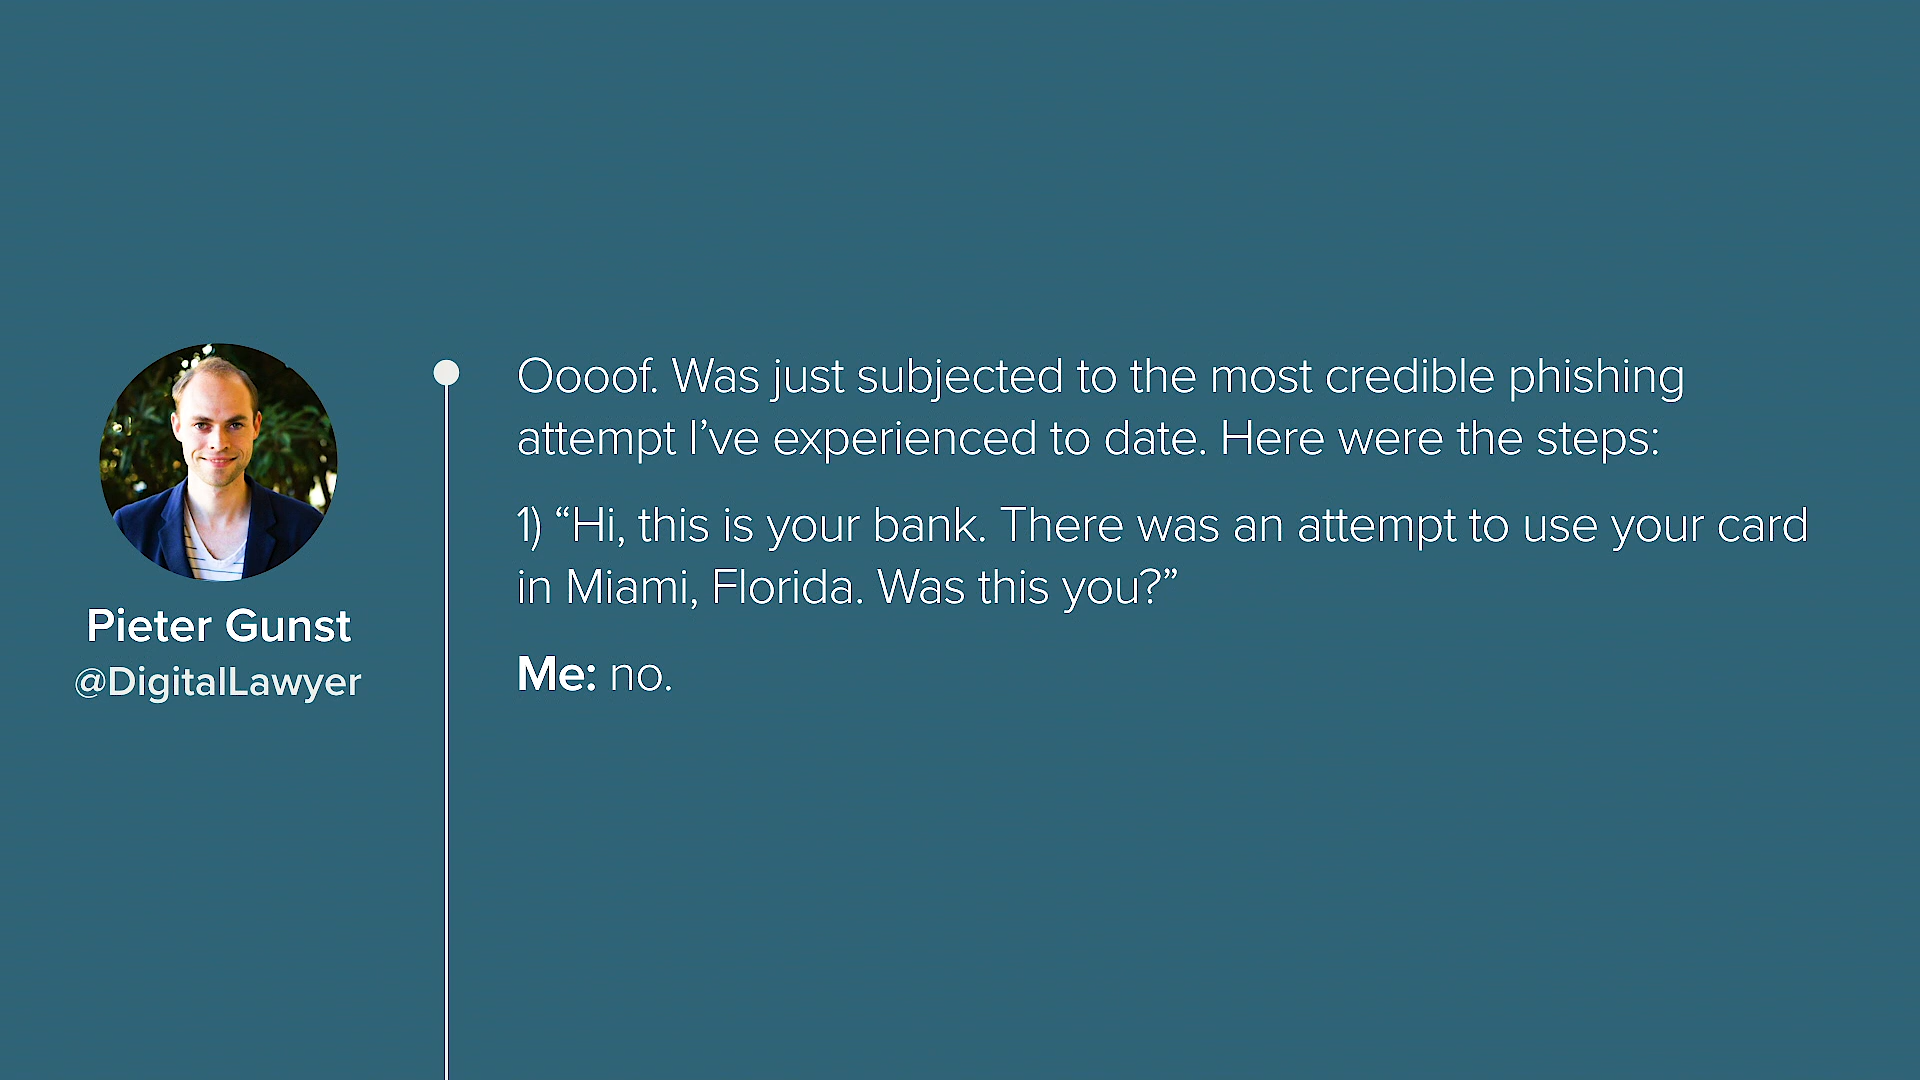 Pieter Gunst
@DigitalLawyer
Oooof. Was just subjected to the most credible phishing
attempt I’ve experienced to date. Here were the steps:
1) “Hi, this is your bank. There was an attempt to use your card
in Miami, Florida. Was this you?”
Me: no.